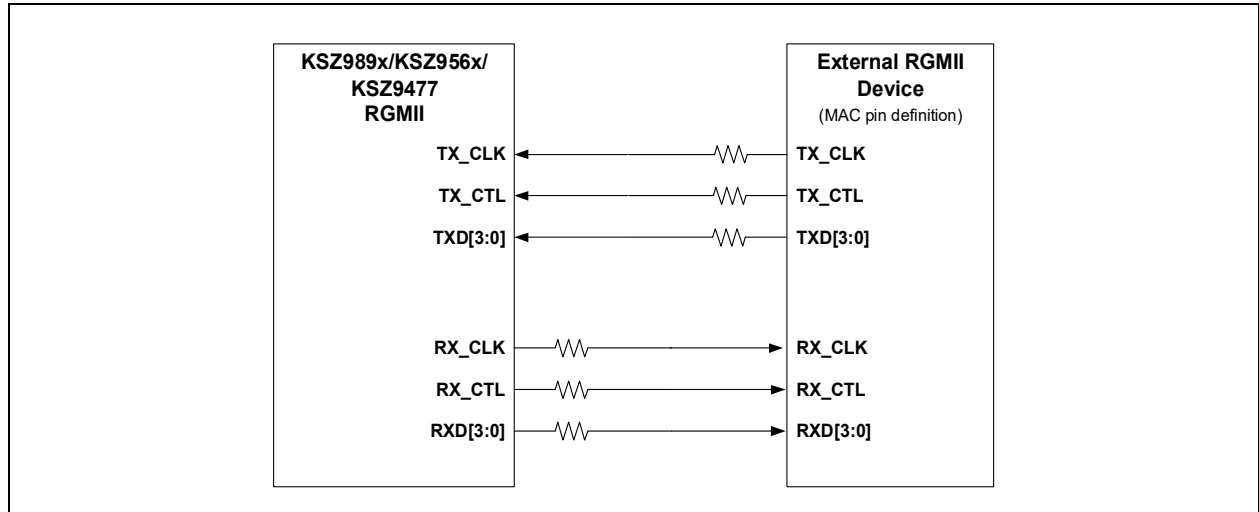 KSZ989x/KSZ956x/
KSZ9477
RGMII
External RGMII
Device
(MAC pin definition)
TX_CLK
TX_CLK
TX_CTL
TX_CTL
TXD[3:0]
TXD[3:0]
RX_CLK
RX_CLK
RX_CTL
RX_CTL
RXD[3:0]
RXD[3:0]